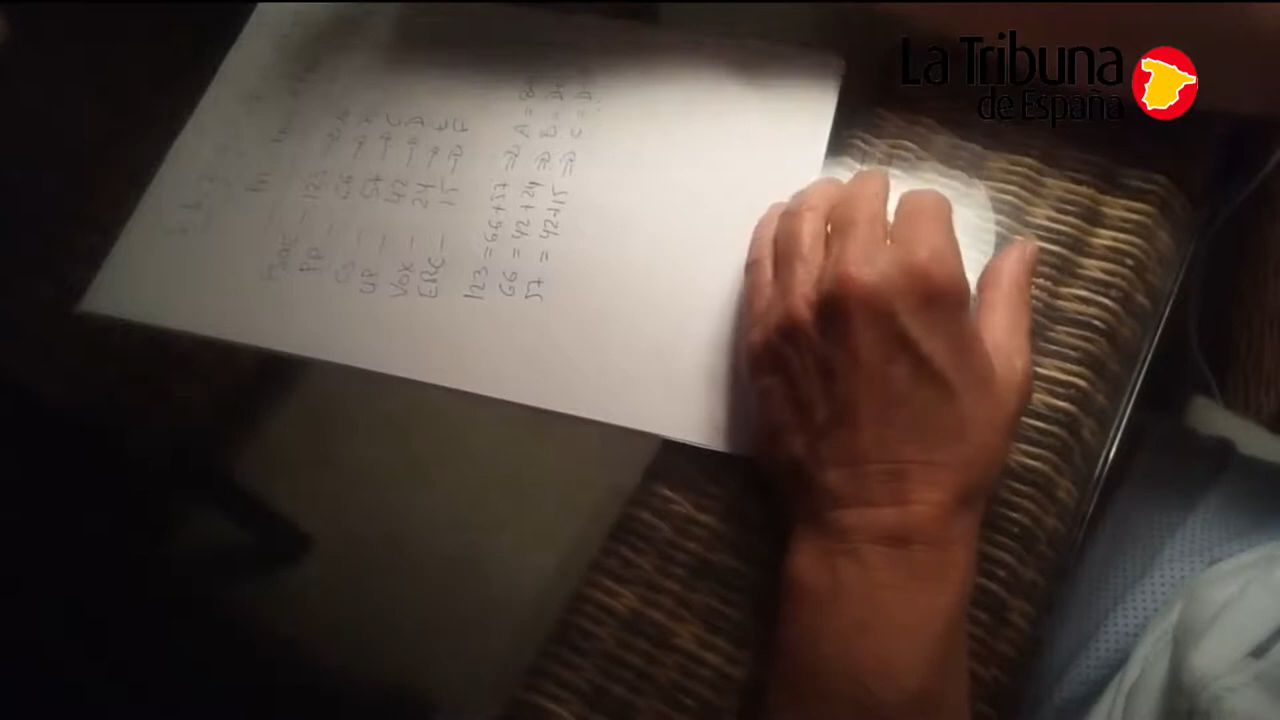 La Tribuna
de España
PSOE – 123 → A
PP – 66 → B
Cs – 57 → C
UP – 42 → D
VOX – 24 → E
ERC – 15 → F
123 = 66+57 ⇒ A =
66 = 42+24 ⇒ B =
57 = 42+15 ⇒ C =